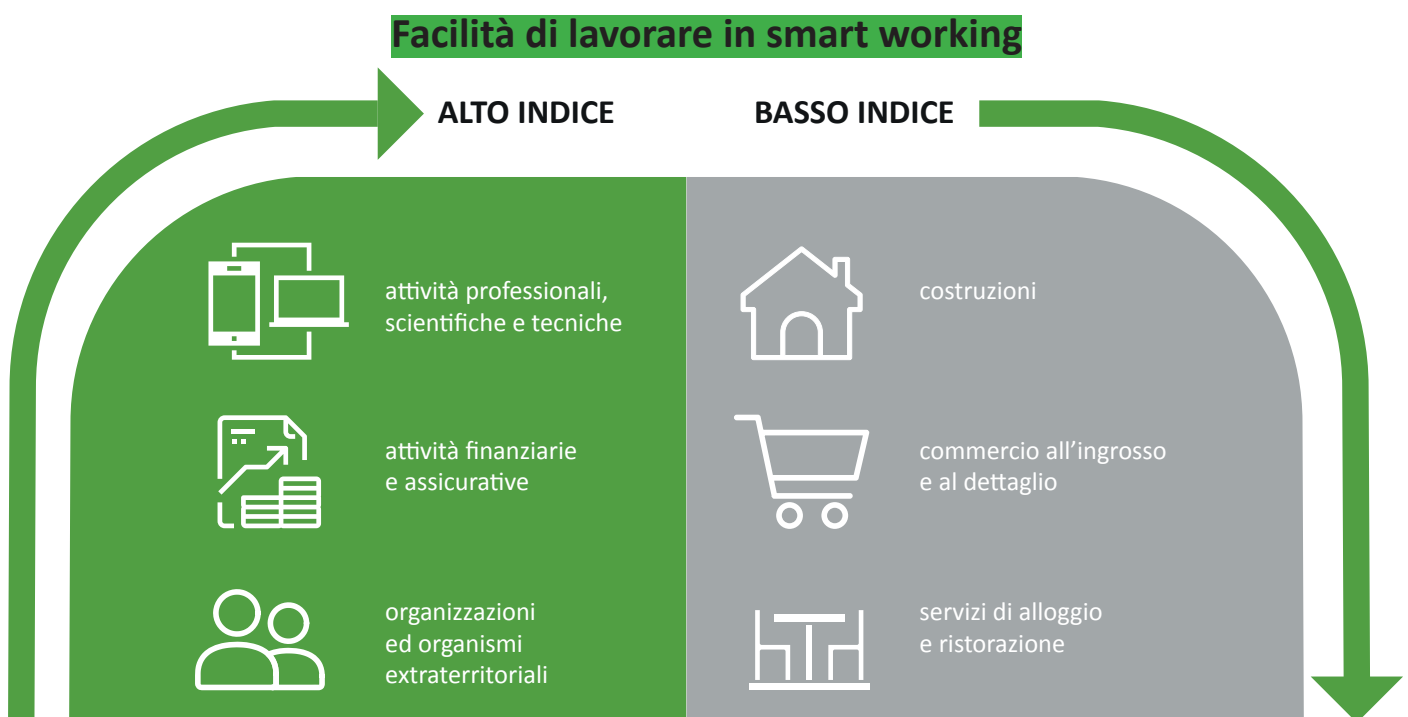 Facilità di lavorare in smart working
ALTO INDICE
BASSO INDICE
attività professionali,
scientifiche e tecniche
attività finanziarie
e assicurative
organizzazioni
ed organismi
extraterritoriali
costruzioni
commercio all’ingrosso
e al dettaglio
servizi di alloggio
e ristorazione